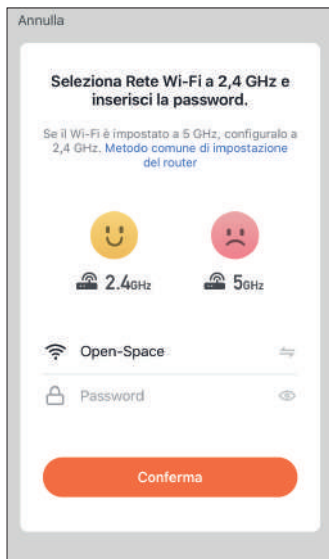 Annulla
Seleziona Rete Wi-Fi a 2,4 GHz e
inserisci la password.
Se il Wi-Fi è impostato a 5 GHz, configuralo a
2,4 GHz. Metodo comune di impostazione
del router
2.4GHz 5GHz
Open-Space
Password
Conferma